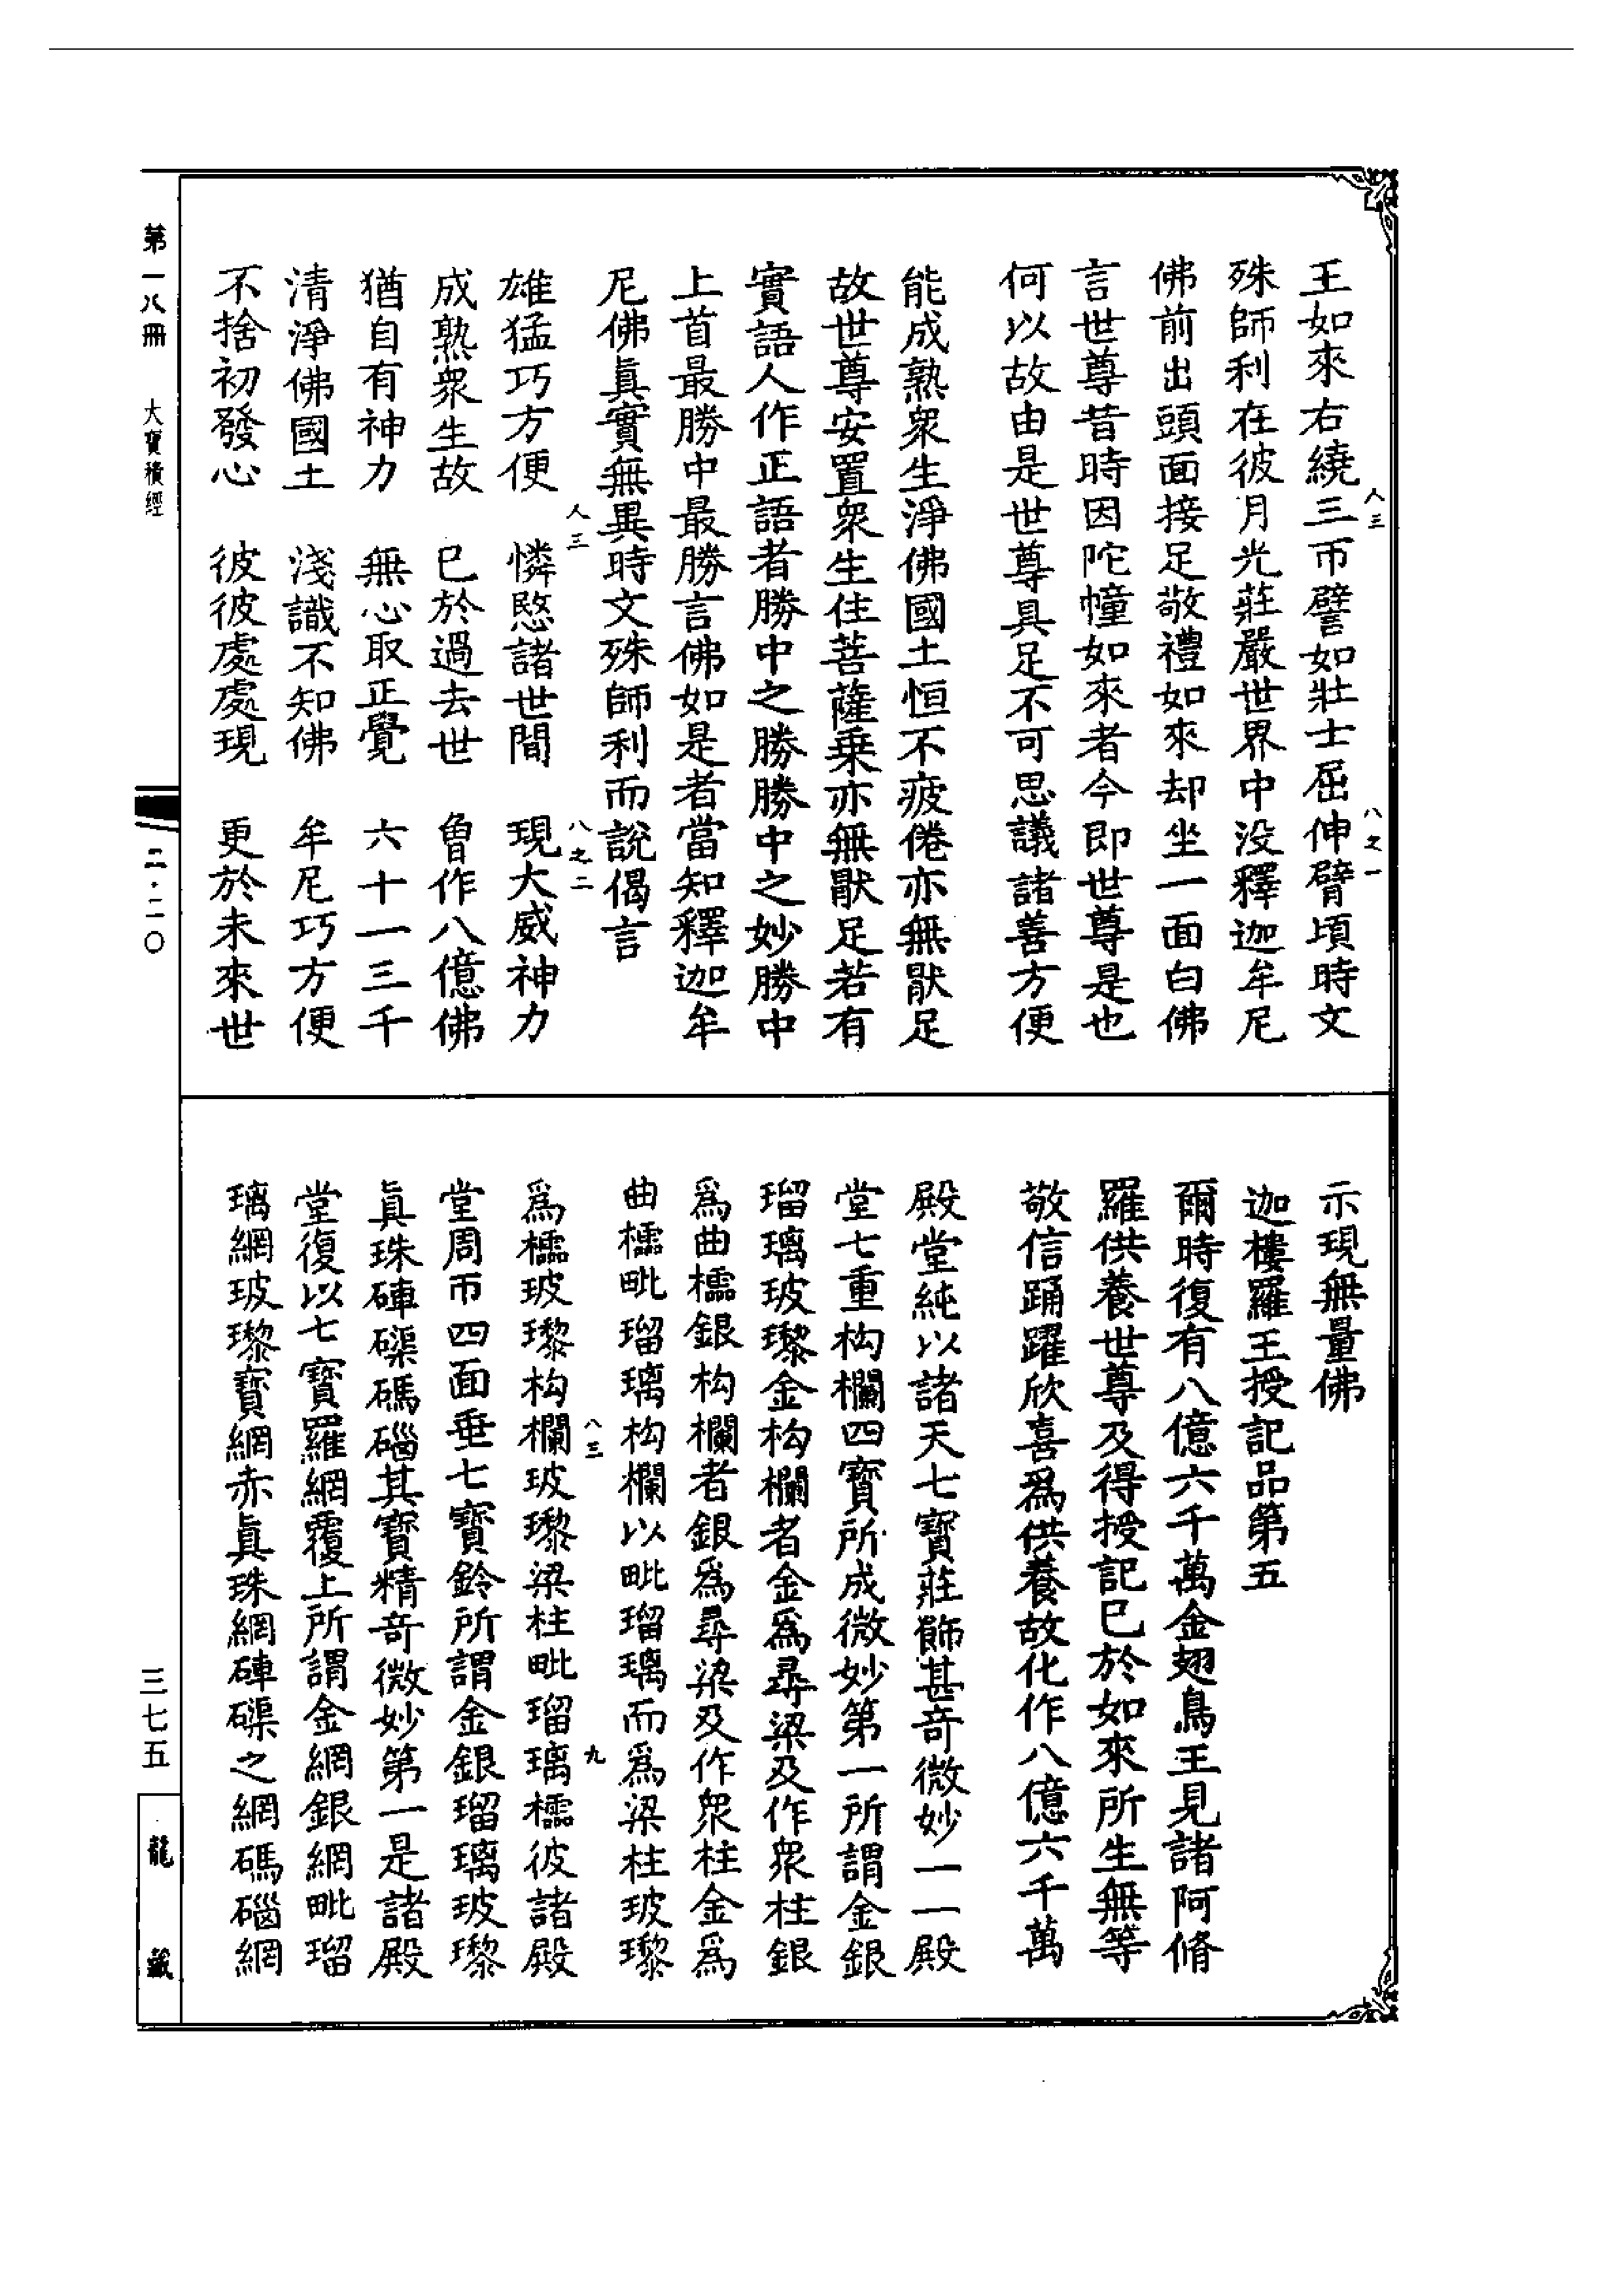 王如來右繞三帀譬如壯士屈伸臂頃時文
殊師利在彼月光莊嚴世界中没釋迦牟尼
佛前出頭面接足敬禮如來却坐一面白佛
言世尊昔時因陀幢如來者今即世尊是也
何以故由是世尊具足不可思議諸善方便
能成熟衆生淨佛國土恒不疲倦亦無猒足
故世尊安置衆生住菩薩乗亦無猒足若有
實語人作正語者勝中之勝勝中之妙勝中
上首最勝中最勝言佛如是者當知釋迦牟
尼佛眞實無異時文殊師利而說偈言
雄猛巧方便　憐愍諸世間　現大威神力
成熟衆生故　已於過去世　曾作八億佛
猶自有神力　無心取正覺　六十一三千
清淨佛國土　淺識不知佛　牟尼巧方便
不捨初發心　彼彼處處現　更於未來世
人三
八之一
人三
八之二
示現無量佛
迦樓羅王授記品第五
爾時復有八億六千萬金翅鳥王見諸阿脩
羅供養世尊及得授記已於如來所生無等
敬信踊躍欣喜爲供養故化作八億六千萬
殿堂純以諸天七寶莊飾甚竒微妙一一殿
堂七重构欄四寶所成微妙第一所謂金銀
瑠璃玻瓈金构欄者金爲㝷梁及作衆柱銀
爲曲櫺銀构欄者銀爲㝷梁及作衆柱金爲
曲櫺毗瑠璃构欄以毗瑠璃而爲梁柱玻瓈
爲櫺玻瓈构欄玻瓈梁柱毗瑠璃櫺彼諸殿
堂周帀四面垂七寶鈴所謂金銀瑠璃玻瓈
眞珠硨磲碼碯其寶精竒微妙第一是諸殿
堂復以七寶羅網覆上所謂金網銀網毗瑠
璃網玻瓈寶網赤眞珠網硨磲之網碼碯網
八三
九
第一八冊　大寶積經
二·二〇
三七五
龍藏